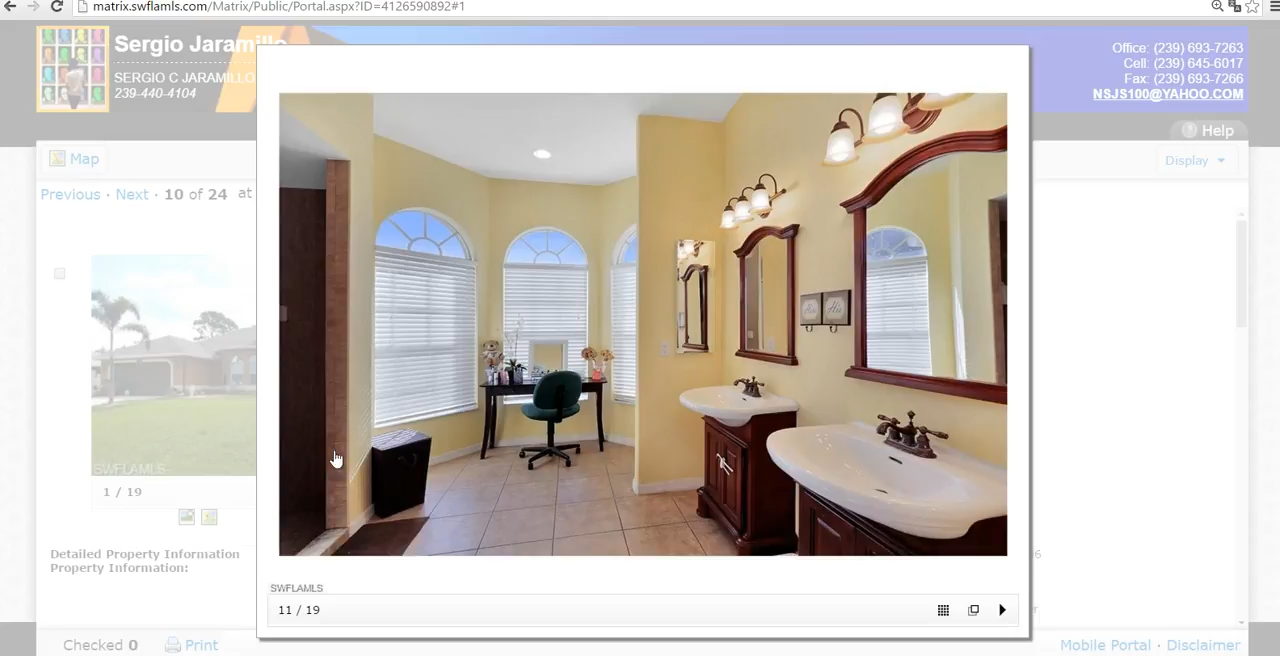 matrix.swflamls.com/Matrix/Public/Portal.aspx?ID=4126590892#1
Sergio Jaramillo
SERGIO C JARAMILLO
239-440-4104
Office: (239) 693-7263
Cell: (239) 645-6017
Fax: (239) 693-7266
NSJS100@YAHOO.COM
Help
Map
Display
Previous · Next · 10 of 24 at
SWFLAMLS
1 / 19
Detailed Property Information
Property Information:
SWFLAMLS
11 / 19
Checked 0
Print
Mobile Portal · Disclaimer